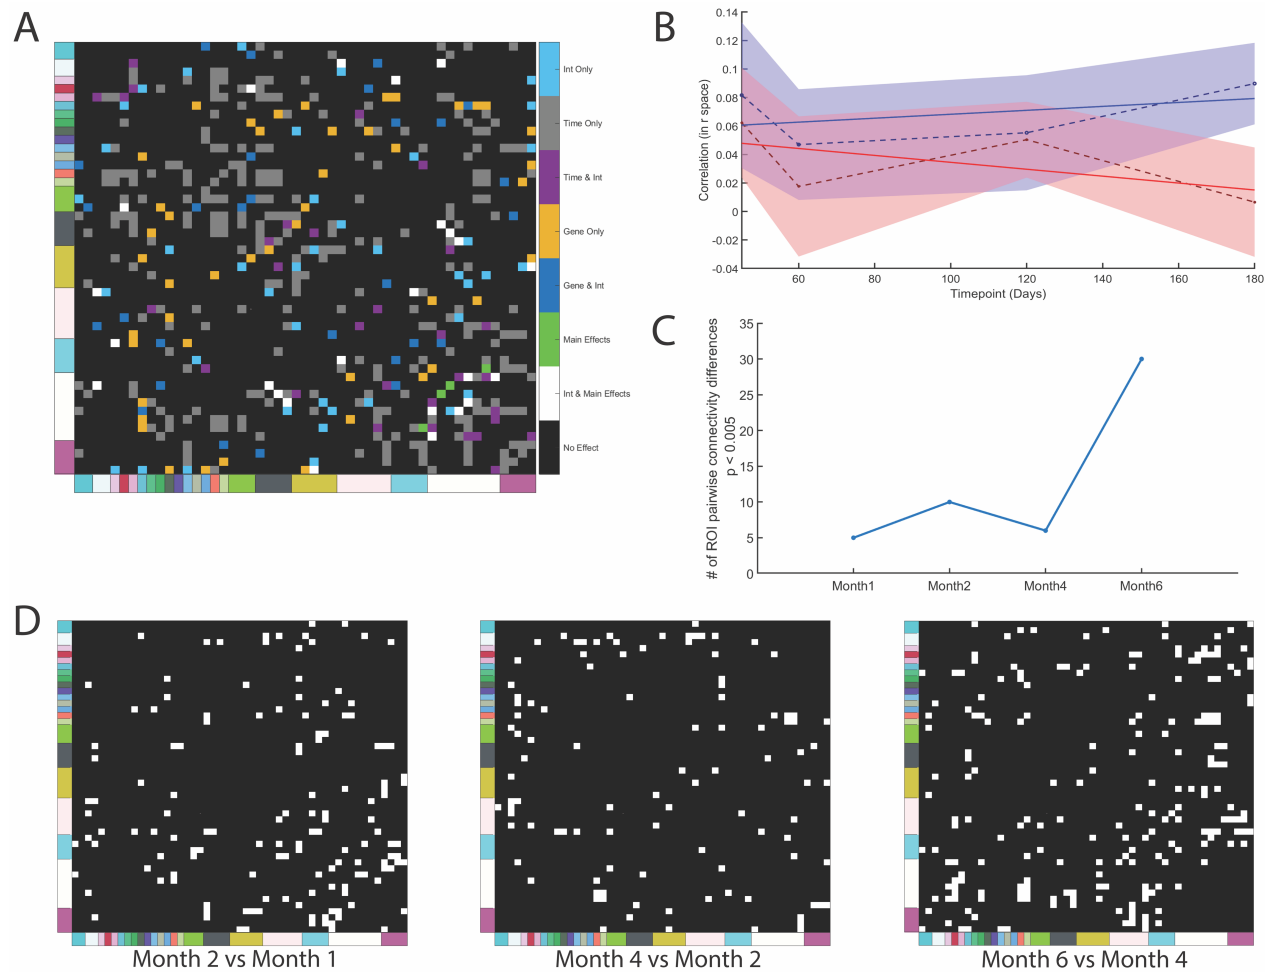 A
Int Only
Time Only
Time & Int
Gene Only
Gene & Int
Main Effects
Int & Main Effects
No Effect
B
Correlation (in r space)
0.14
0.12
0.1
0.08
0.06
0.04
0.02
0
-0.02
-0.04
60
80
100
120
140
160
180
Timepoint (Days)
C
# of ROI pairwise connectivity differences
p < 0.005
35
30
25
20
15
10
5
0
Month1
Month2
Month4
Month6
D
Month 2 vs Month 1
Month 4 vs Month 2
Month 6 vs Month 4